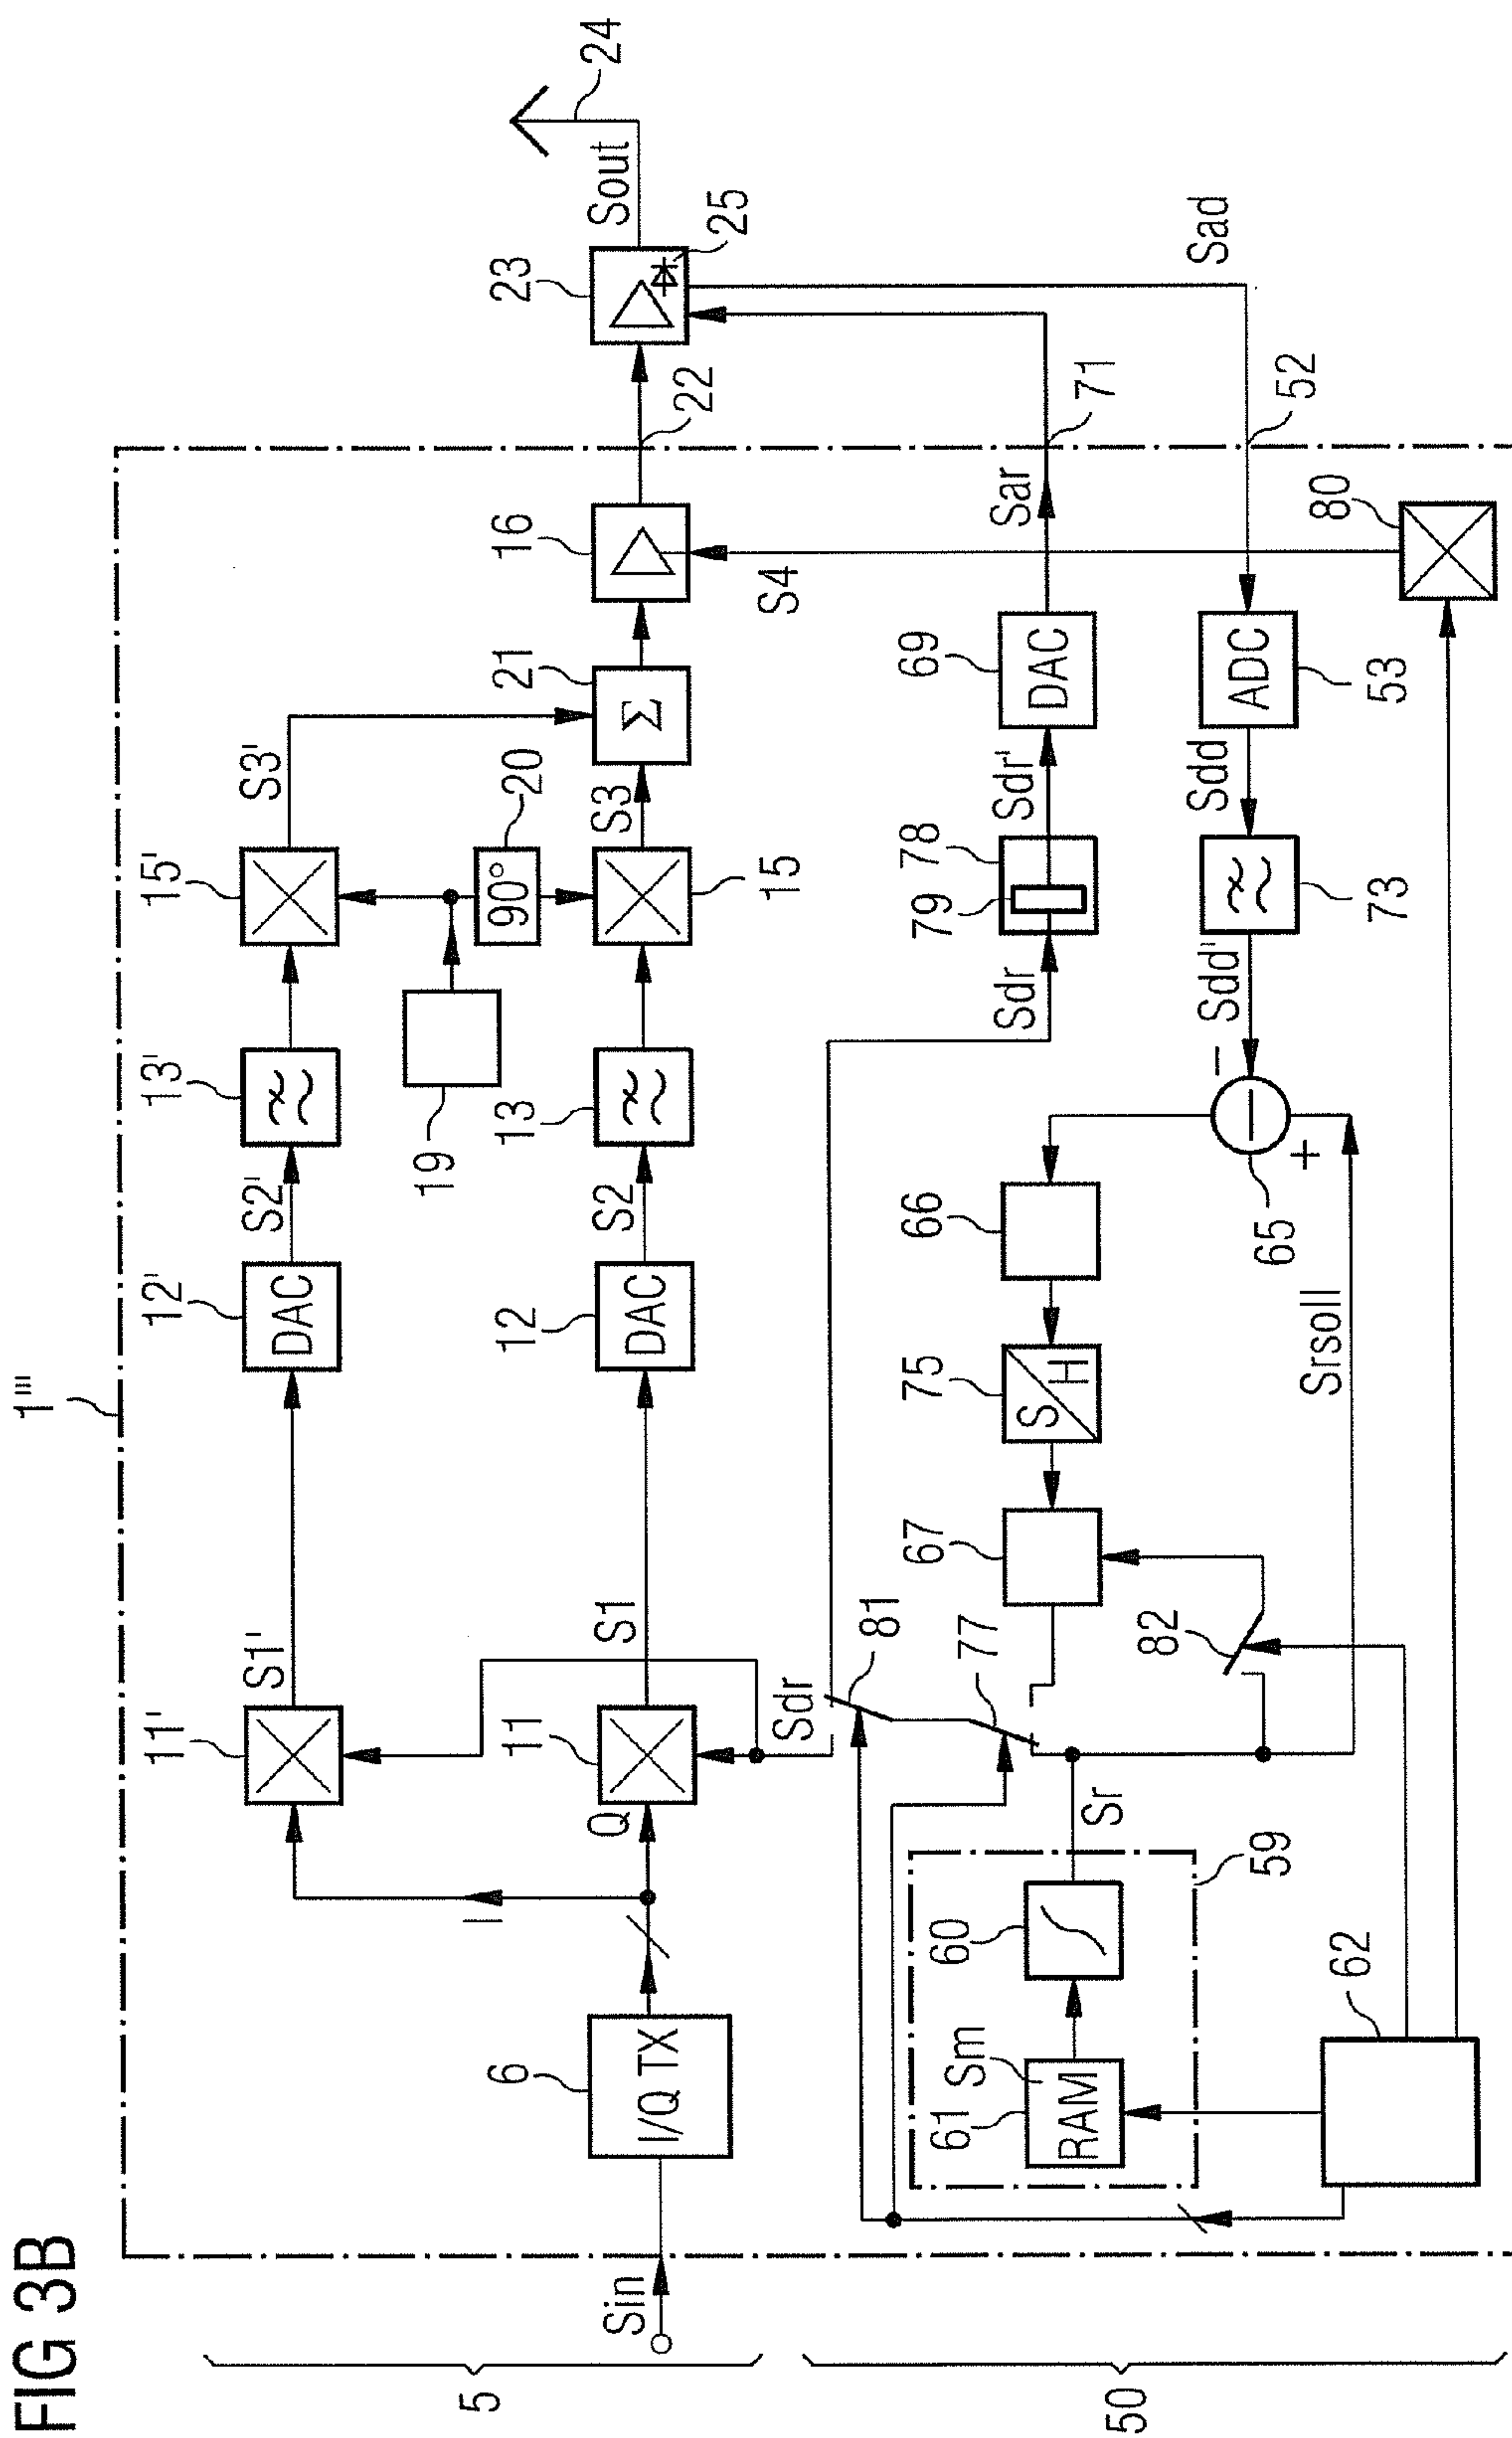 FIG 3B
1'''
5
50
Sin
6
I/Q TX
I
Q
11'
S1'
12'
DAC
S2'
13'
15'
S3'
19
90°
20
11
S1
12
DAC
S2
13
15
S3
21
Σ
16
S4
22
23
25
Sout
24
Sdr
81
77
82
67
75
S
H
66
65
+
−
Srsoll
Sdr
79
78
Sdr'
69
DAC
Sar
71
Sad
52
53
ADC
Sdd
73
Sdd'
80
Sr
59
60
61
Sm
RAM
62